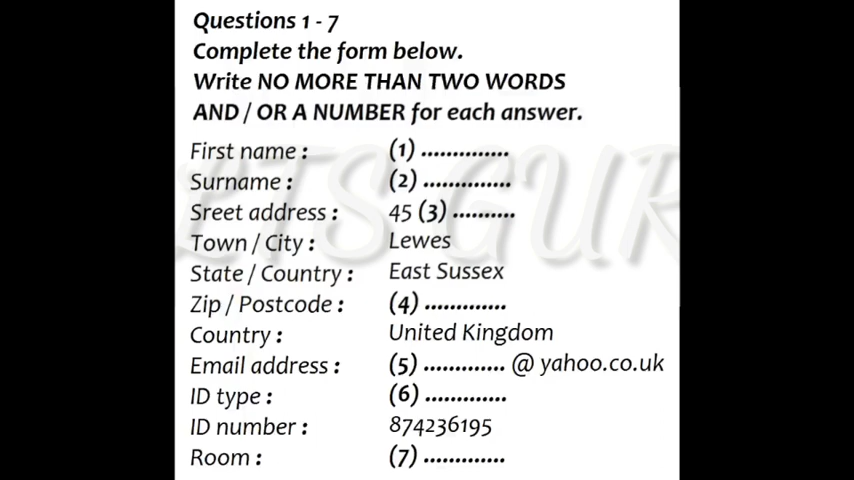 Questions 1 - 7
Complete the form below.
Write NO MORE THAN TWO WORDS
AND / OR A NUMBER for each answer.
First name : (1) ..............
Surname : (2) ..............
Sreet address : 45 (3) ..........
Town / City : Lewes
State / Country : East Sussex
Zip / Postcode : (4) .............
Country : United Kingdom
Email address : (5) ............. @ yahoo.co.uk
ID type : (6) .............
ID number : 874236195
Room : (7) .............